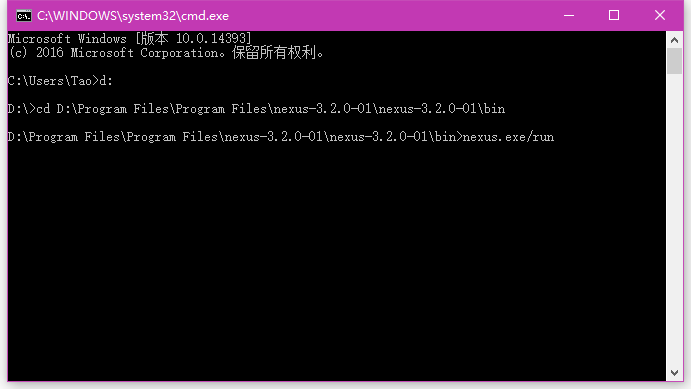 C:\WINDOWS\system32\cmd.exe
Microsoft Windows [版本 10.0.14393]
(c) 2016 Microsoft Corporation。保留所有权利。
C:\Users\Tao>d:
D:\>cd D:\Program Files\Program Files\nexus-3.2.0-01\nexus-3.2.0-01\bin
D:\Program Files\Program Files\nexus-3.2.0-01\nexus-3.2.0-01\bin>nexus.exe/run